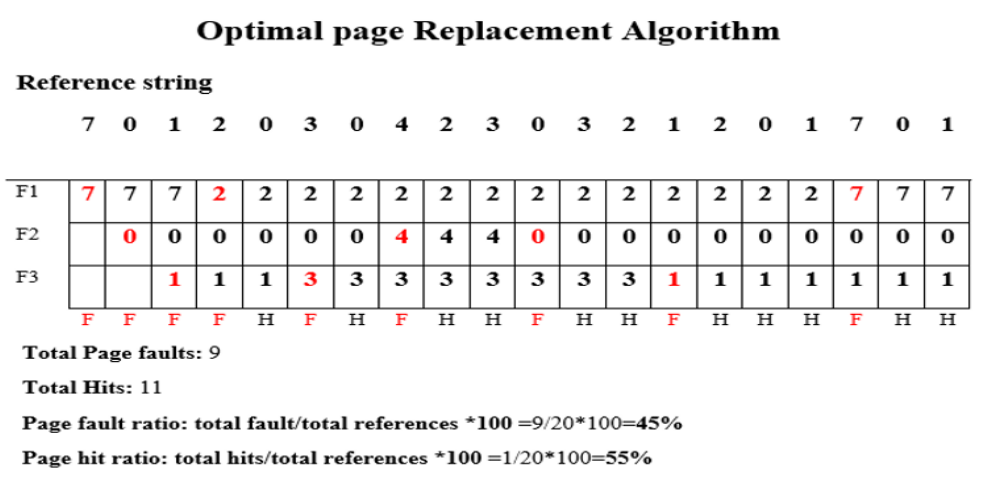 Optimal page Replacement Algorithm
Reference string
7 0 1 2 0 3 0 4 2 3 0 3 2 1 2 0 1 7 0 1
F1 7 7 7 2 2 2 2 2 2 2 2 2 2 2 2 2 2 7 7 7
F2 0 0 0 0 0 0 4 4 4 0 0 0 0 0 0 0 0 0 0
F3 1 1 1 3 3 3 3 3 3 3 3 1 1 1 1 1 1 1
F F F F H F H F H H F H H F H H H F H H
Total Page faults: 9
Total Hits: 11
Page fault ratio: total fault/total references *100 =9/20*100=45%
Page hit ratio: total hits/total references *100 =1/20*100=55%